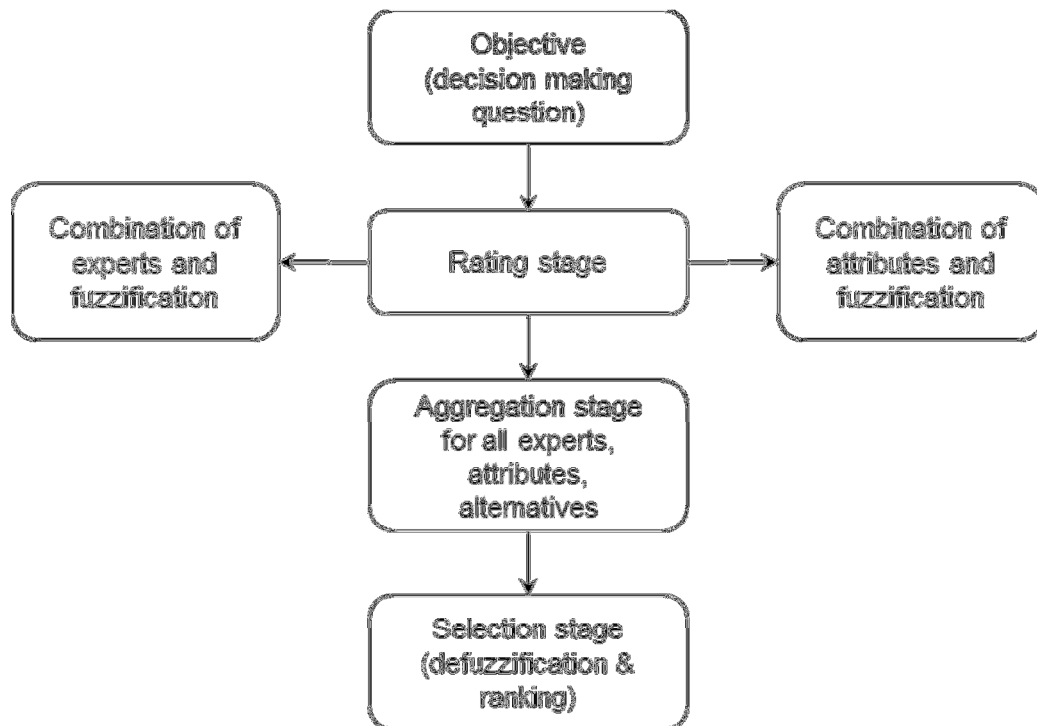 Objective
(decision making
question)
Combination of
experts and
fuzzification
Rating stage
Combination of
attributes and
fuzzification
Aggregation stage
for all experts,
attributes,
alternatives
Selection stage
(defuzzification &
ranking)